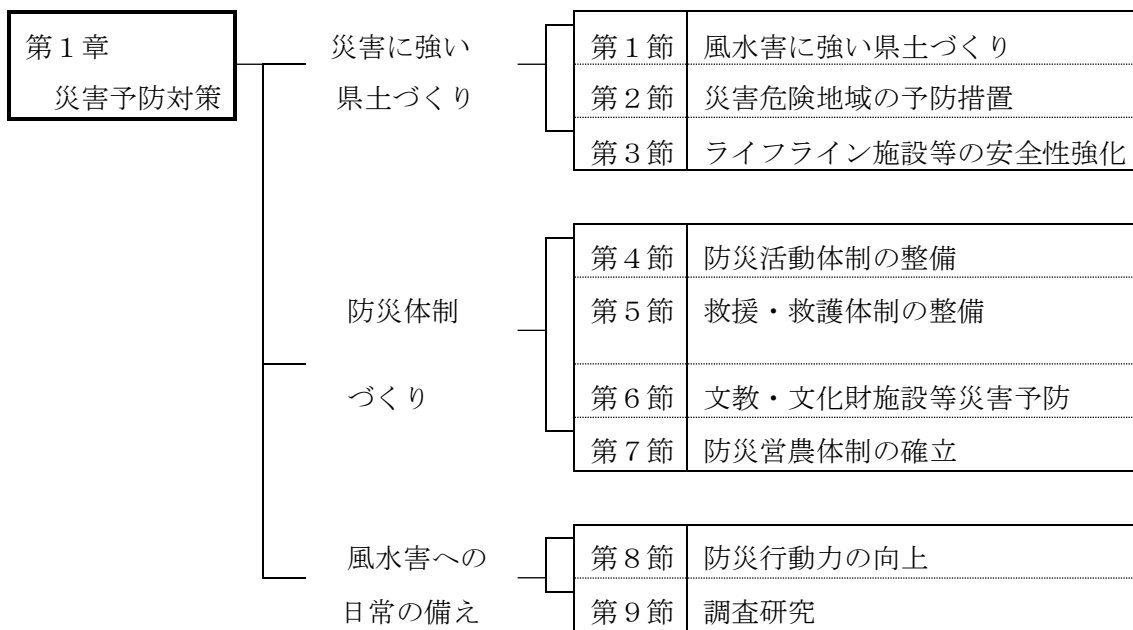 第１章
災害予防対策
災害に強い
県土づくり
第１節 風水害に強い県土づくり
第２節 災害危険地域の予防措置
第３節 ライフライン施設等の安全性強化
防災体制
づくり
第４節 防災活動体制の整備
第５節 救援・救護体制の整備
第６節 文教・文化財施設等災害予防
第７節 防災営農体制の確立
風水害への
日常の備え
第８節 防災行動力の向上
第９節 調査研究